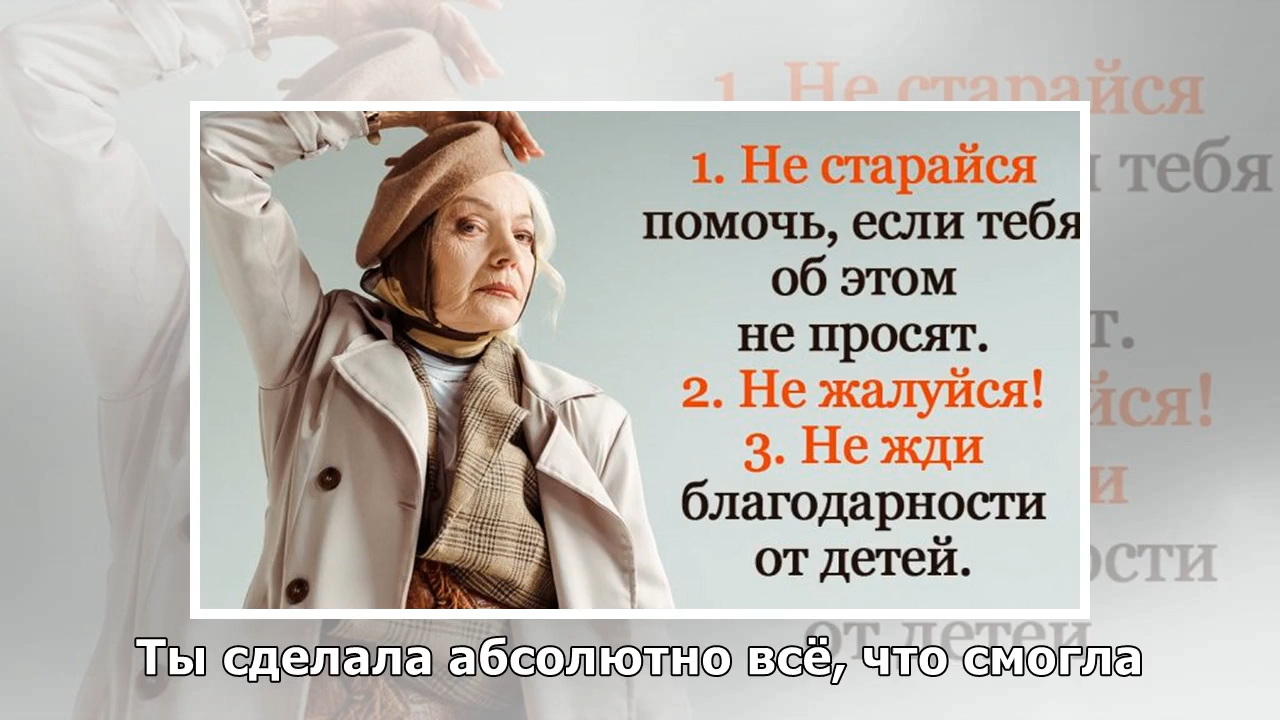 1. Не старайся
помочь, если тебя
об этом
не просят.
2. Не жалуйся!
3. Не жди
благодарности
от детей.
Ты сделала абсолютно всё, что смогла